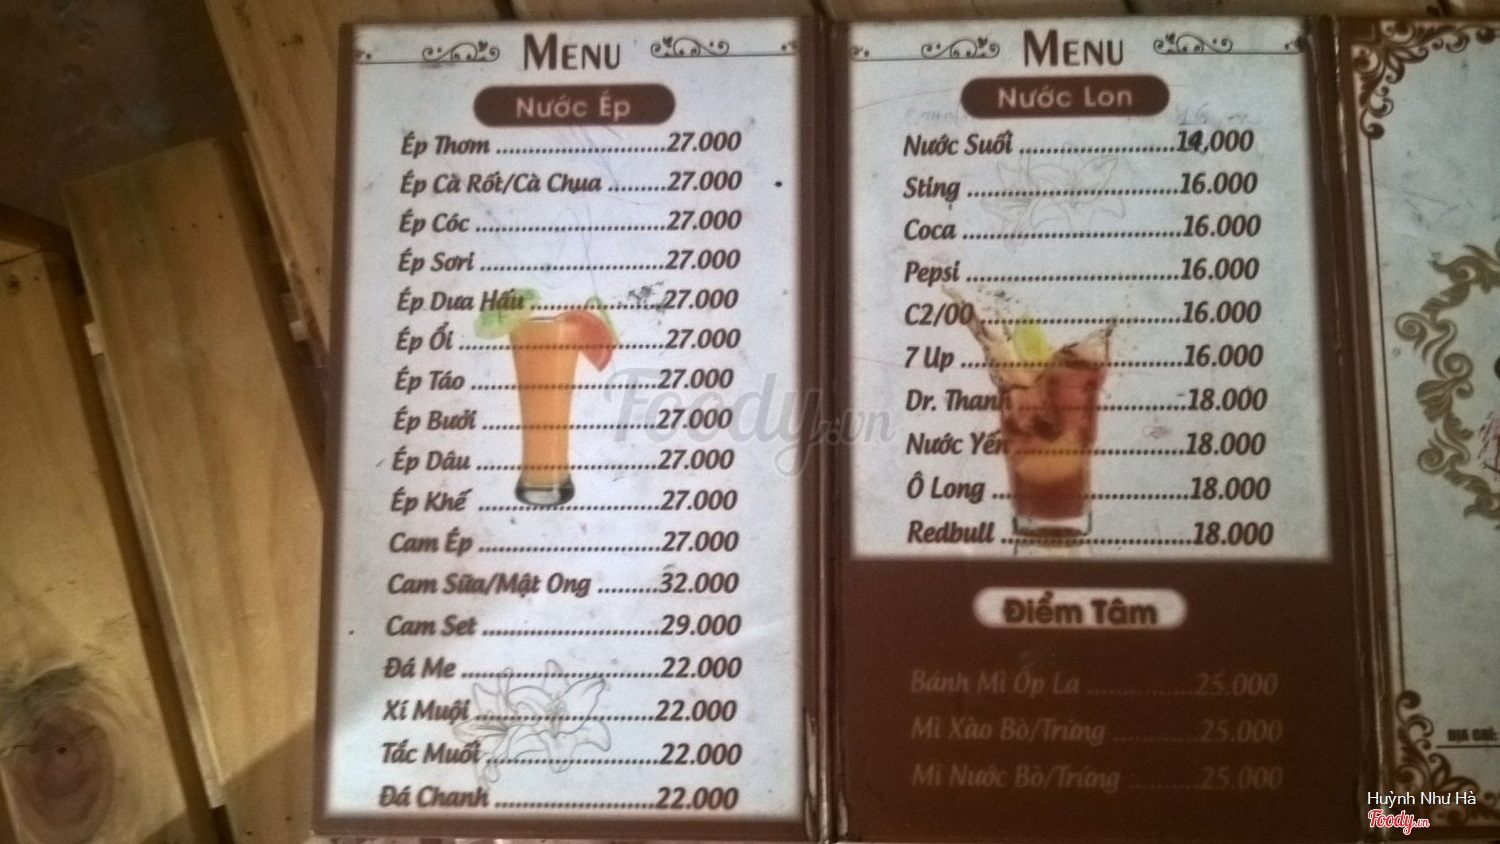 MENU
Nước Ép
Ép Thơm ........................27.000
Ép Cà Rốt/Cà Chua .........27.000
Ép Cóc ...........................27.000
Ép Sơri ..........................27.000
Ép Dưa Hấu ...................27.000
Ép Ổi .............................27.000
Ép Táo ..........................27.000
Ép Bưởi .........................27.000
Ép Dâu ..........................27.000
Ép Khế ..........................27.000
Cam Ép ..........................27.000
Cam Sữa/Mật Ong .........32.000
Cam Set .........................29.000
Đá Me ............................22.000
Xí Muội .........................22.000
Tắc Muối ........................22.000
Đá Chanh .......................22.000
MENU
Nước Lon
Nước Suối ......................14.000
Sting ..............................16.000
Coca ...............................16.000
Pepsi ..............................16.000
C2/00 .............................16.000
7 Up ...............................16.000
Dr. Thanh .......................18.000
Nước Yến .......................18.000
Ô Long ...........................18.000
Redbull ..........................18.000
Điểm Tâm
Bánh Mì Ốp La ...............25.000
Mì Xào Bò/Trứng ............25.000
Mì Nước Bò/Trứng ..........25.000
ĐỊA CHỈ:
Foody.vn
Huỳnh Như Hà
Foody.vn